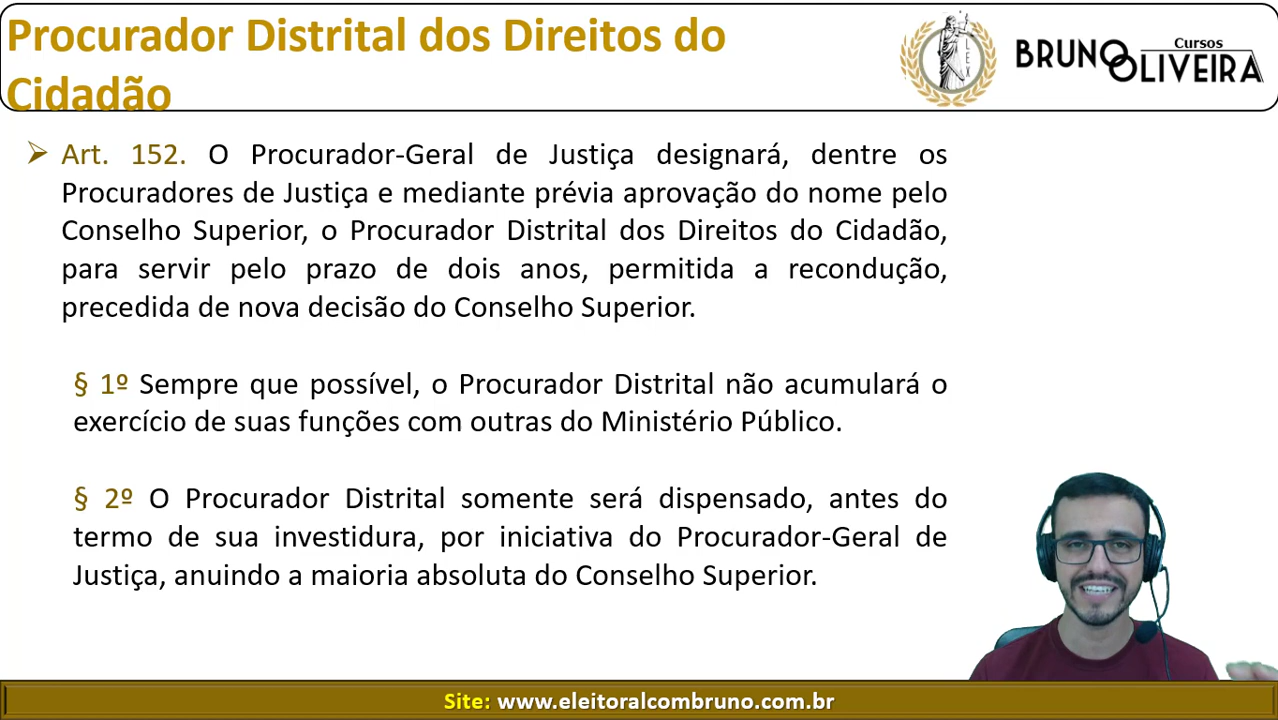 Procurador Distrital dos Direitos do
Cidadão
LEX
Cursos
BRUNO
OLIVEIRA
Art. 152. O Procurador-Geral de Justiça designará, dentre os
Procuradores de Justiça e mediante prévia aprovação do nome pelo
Conselho Superior, o Procurador Distrital dos Direitos do Cidadão,
para servir pelo prazo de dois anos, permitida a recondução,
precedida de nova decisão do Conselho Superior.
§ 1º Sempre que possível, o Procurador Distrital não acumulará o
exercício de suas funções com outras do Ministério Público.
§ 2º O Procurador Distrital somente será dispensado, antes do
termo de sua investidura, por iniciativa do Procurador-Geral de
Justiça, anuindo a maioria absoluta do Conselho Superior.
Site: www.eleitoralcombruno.com.br